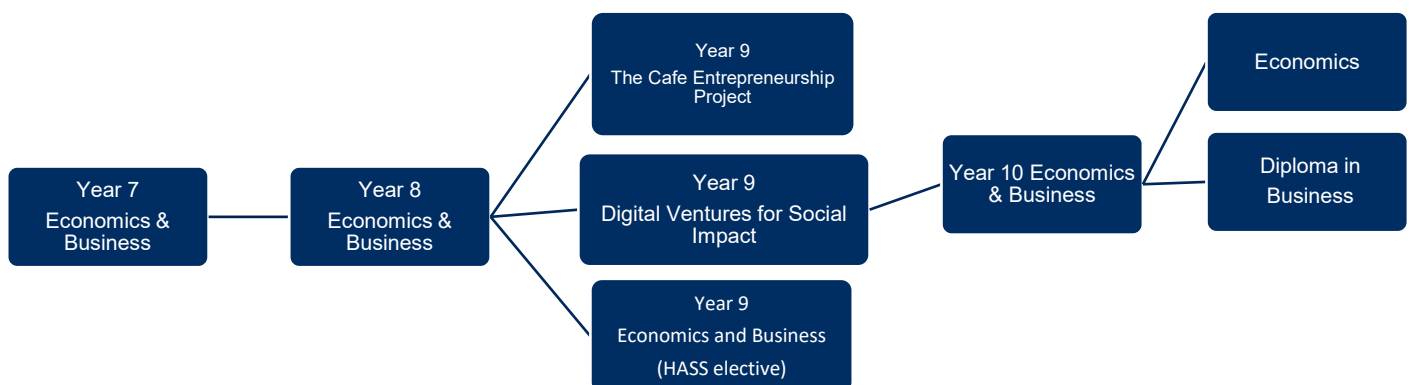 Year 7
Economics &
Business
Year 8
Economics &
Business
Year 9
The Cafe Entrepreneurship
Project
Year 9
Digital Ventures for Social
Impact
Year 9
Economics and Business
(HASS elective)
Year 10 Economics
& Business
Economics
Diploma in
Business